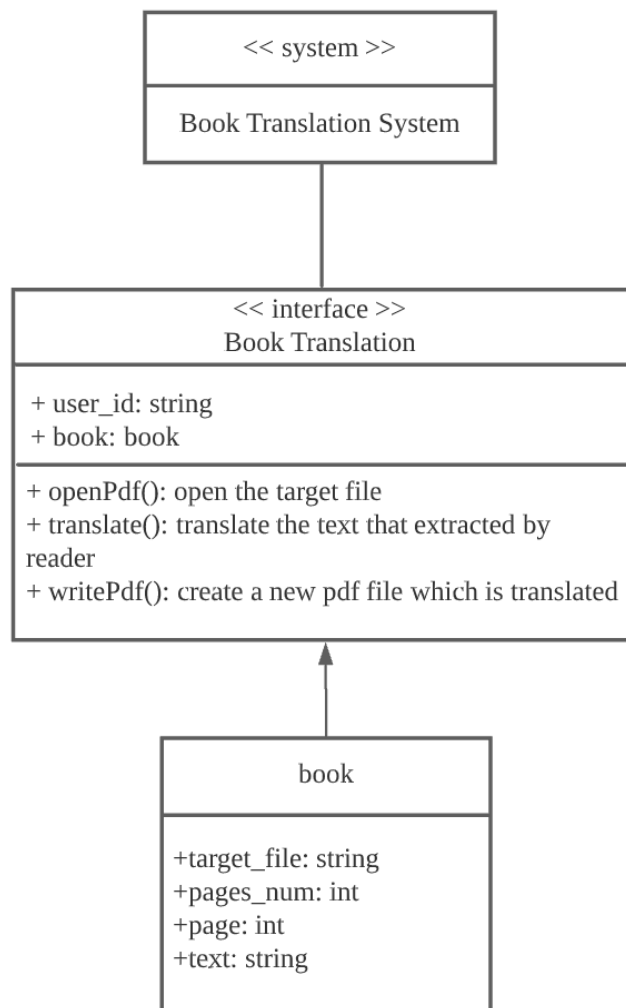 << system >>
Book Translation System
<< interface >>
Book Translation
+ user_id: string
+ book: book
+ openPdf(): open the target file
+ translate(): translate the text that extracted by
reader
+ writePdf(): create a new pdf file which is translated
book
+target_file: string
+pages_num: int
+page: int
+text: string